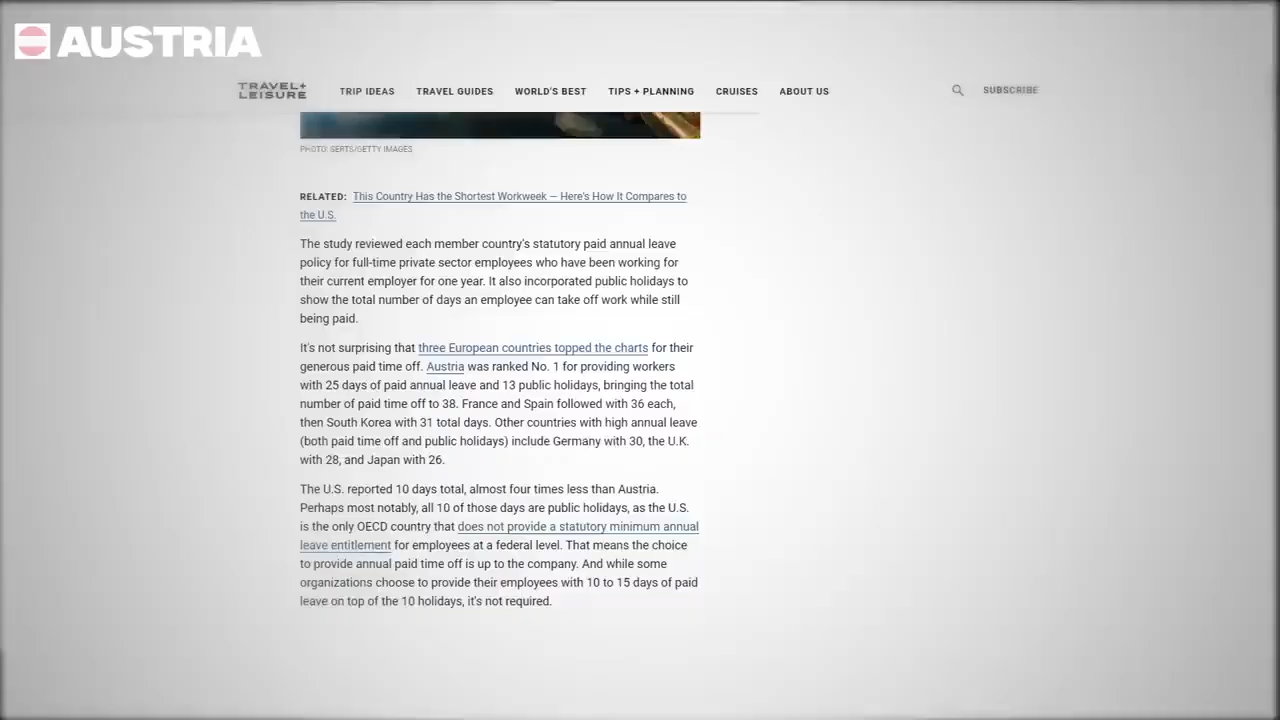 AUSTRIA
TRAVEL+
LEISURE
TRIP IDEAS TRAVEL GUIDES WORLD'S BEST TIPS + PLANNING CRUISES ABOUT US SUBSCRIBE
PHOTO: SERTS/GETTY IMAGES
RELATED: This Country Has the Shortest Workweek — Here's How It Compares to
the U.S.
The study reviewed each member country's statutory paid annual leave
policy for full-time private sector employees who have been working for
their current employer for one year. It also incorporated public holidays to
show the total number of days an employee can take off work while still
being paid.
It's not surprising that three European countries topped the charts for their
generous paid time off. Austria was ranked No. 1 for providing workers
with 25 days of paid annual leave and 13 public holidays, bringing the total
number of paid time off to 38. France and Spain followed with 36 each,
then South Korea with 31 total days. Other countries with high annual leave
(both paid time off and public holidays) include Germany with 30, the U.K.
with 28, and Japan with 26.
The U.S. reported 10 days total, almost four times less than Austria.
Perhaps most notably, all 10 of those days are public holidays, as the U.S.
is the only OECD country that does not provide a statutory minimum annual
leave entitlement for employees at a federal level. That means the choice
to provide annual paid time off is up to the company. And while some
organizations choose to provide their employees with 10 to 15 days of paid
leave on top of the 10 holidays, it's not required.